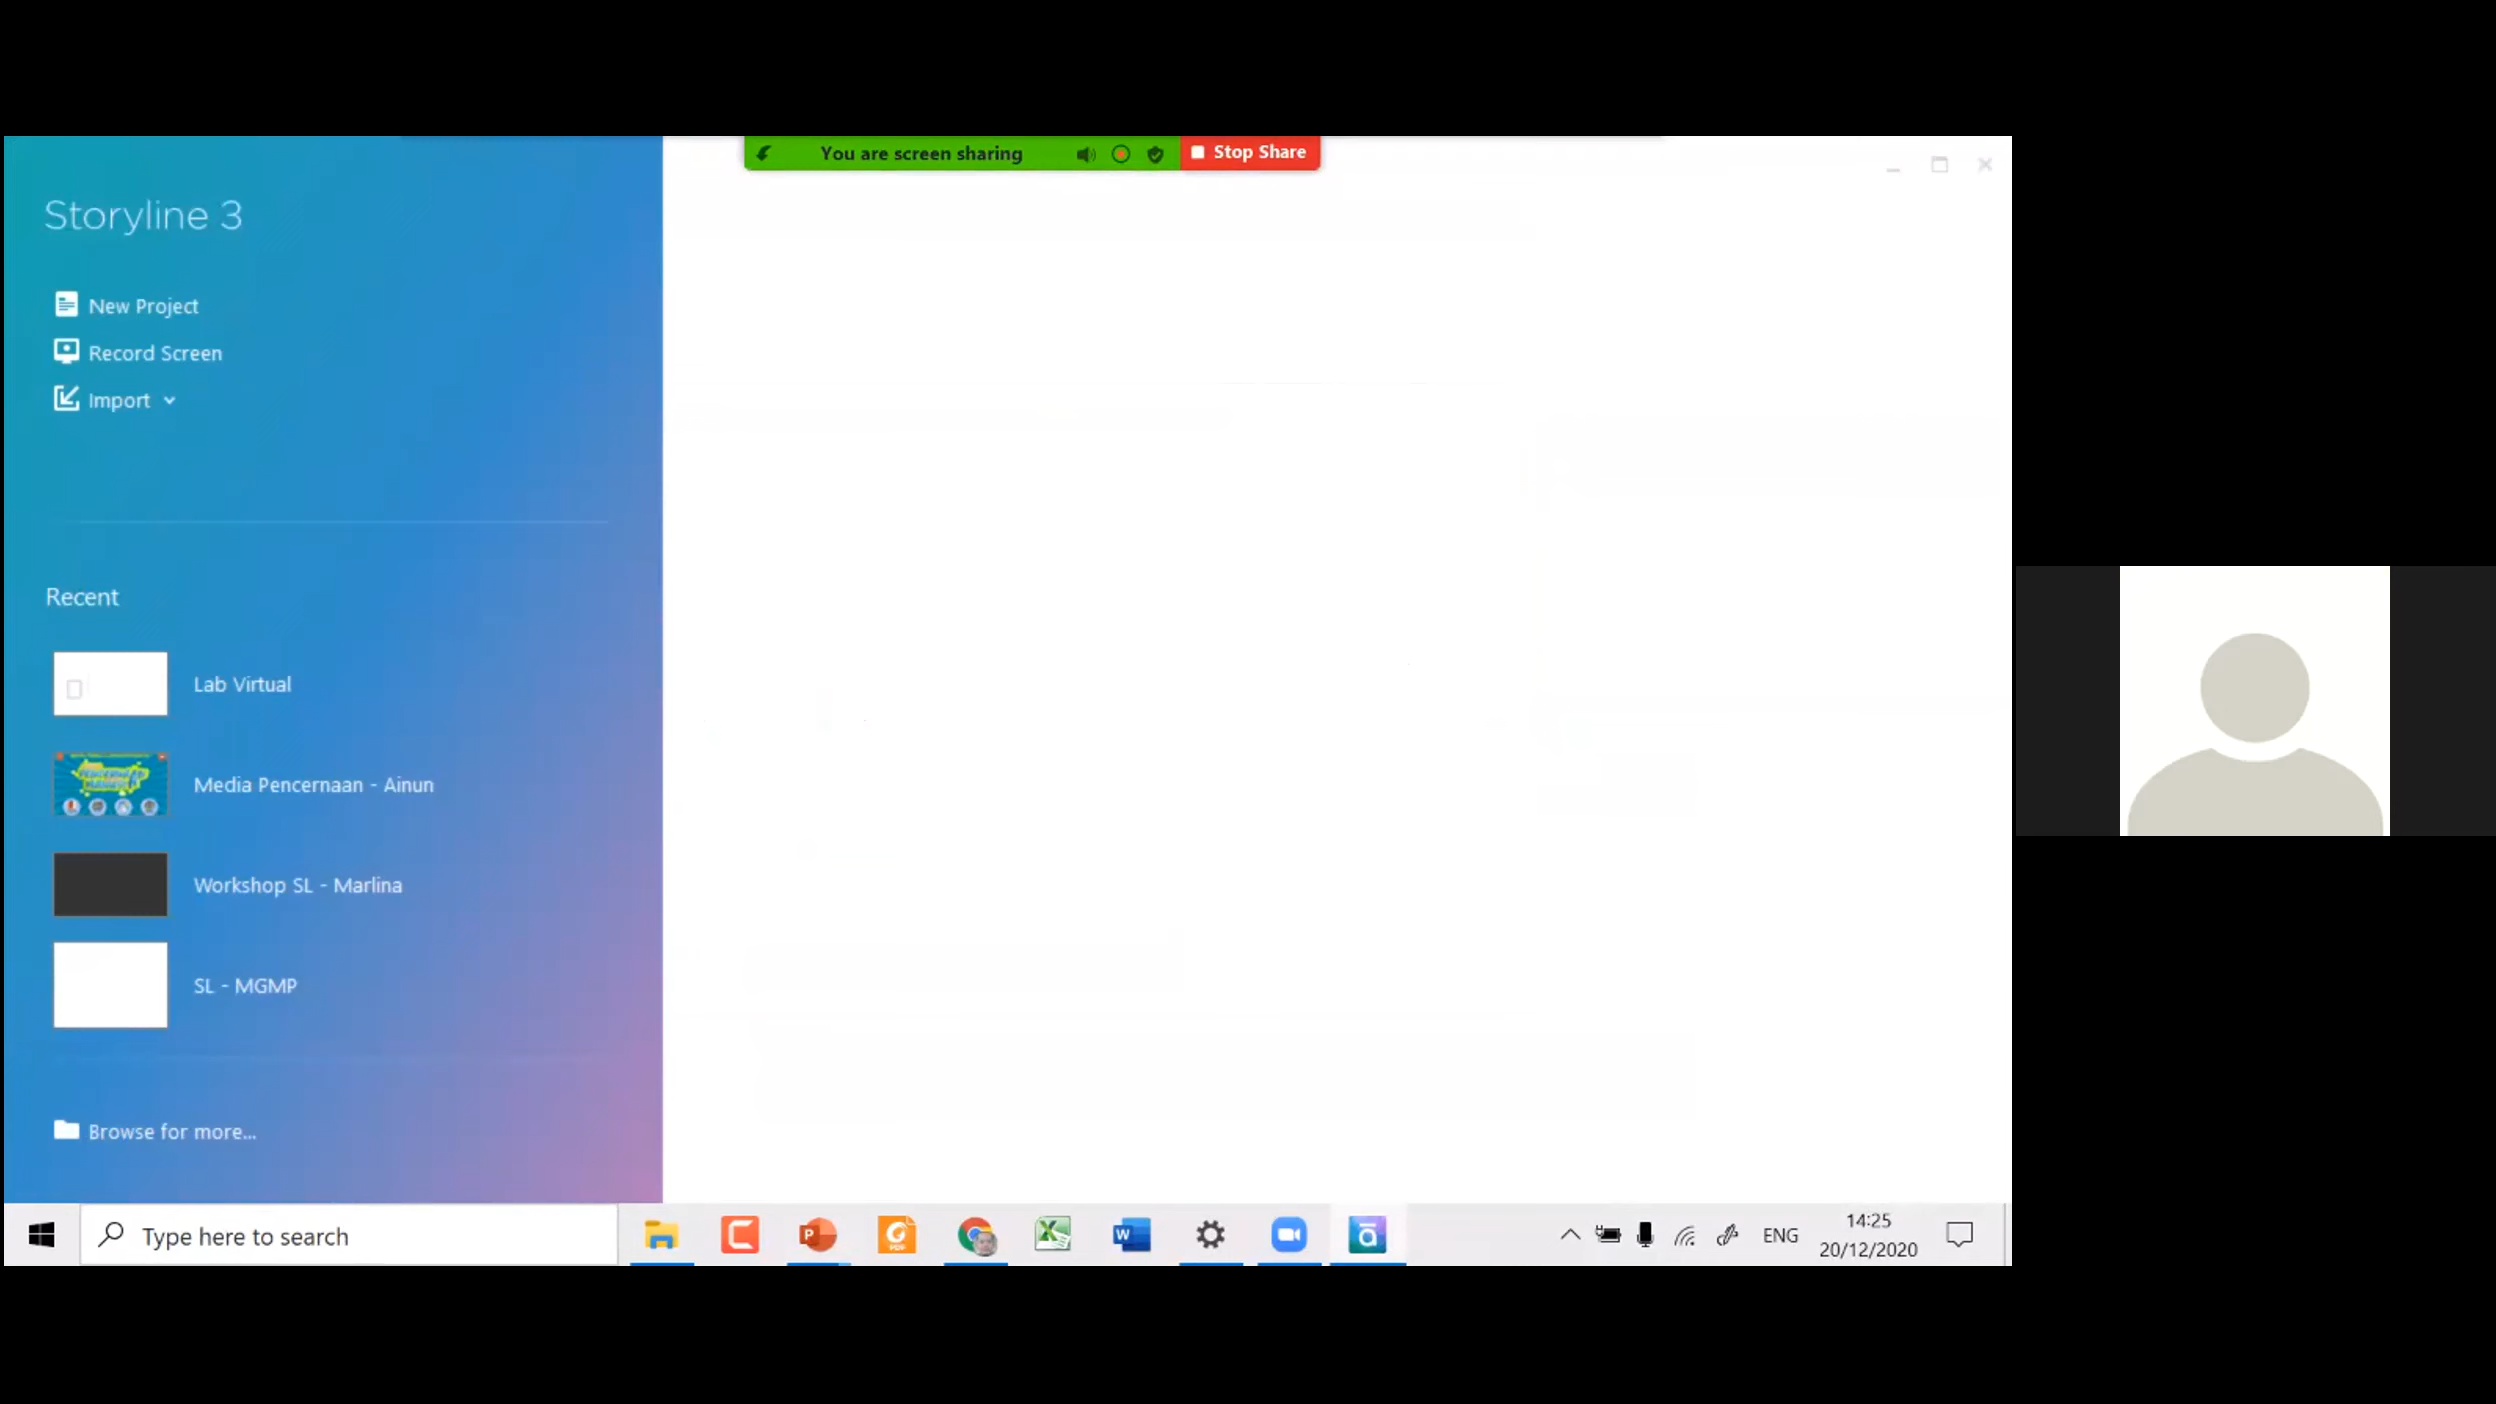 You are screen sharing
Stop Share
Storyline 3
New Project
Record Screen
Import
Recent
Lab Virtual
Media Pencernaan - Ainun
Workshop SL - Marlina
SL - MGMP
Browse for more...
Type here to search
ENG
14:25
20/12/2020